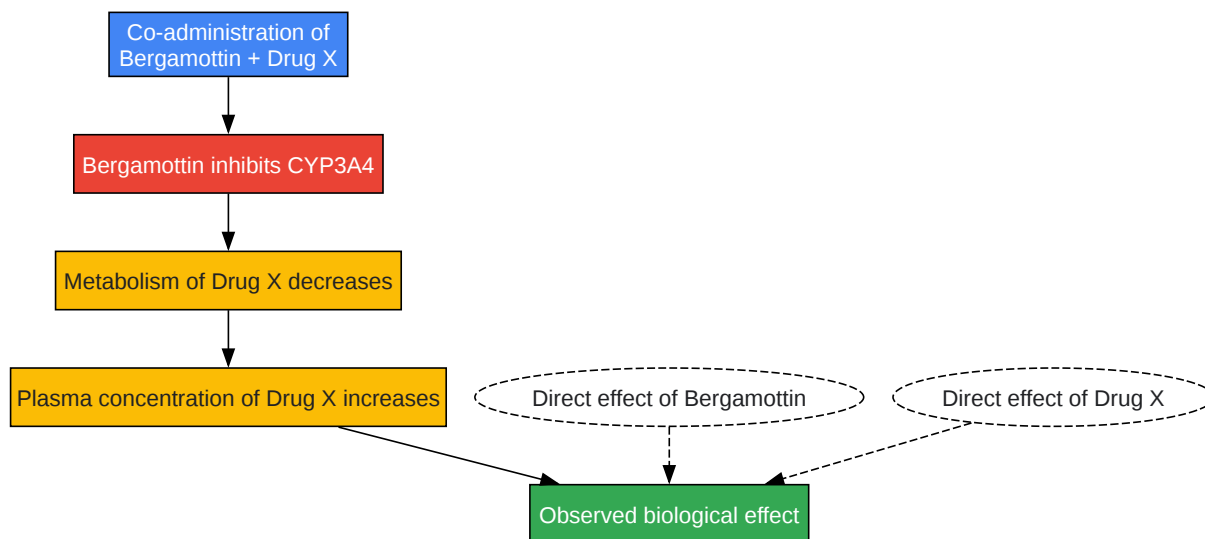 Co-administration of
Bergamottin + Drug X
Bergamottin inhibits CYP3A4
Metabolism of Drug X decreases
Plasma concentration of Drug X increases
Direct effect of Bergamottin
Direct effect of Drug X
Observed biological effect